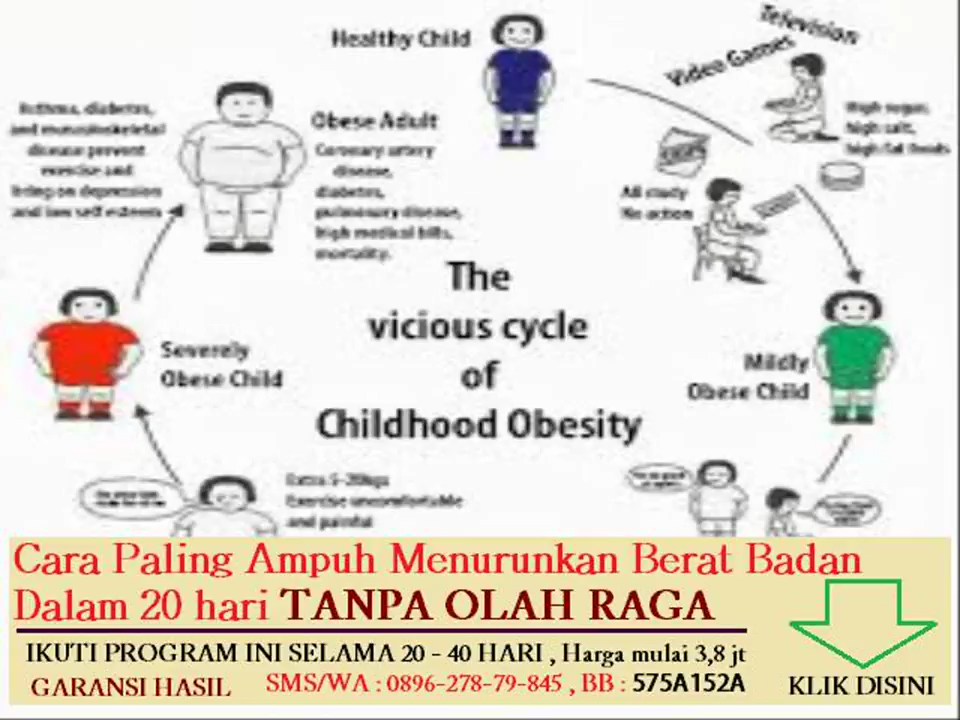 Healthy Child
Television
Video Games
High sugar,
high salt,
high fat foods
Asthma, diabetes,
and musculoskeletal
disease prevent
exercise and
bring on depression
and low self esteem
Obese Adult
Coronary artery
disease,
diabetes,
pulmonary disease,
high medical bills,
mortality.
All study
No action
The
vicious cycle
of
Childhood Obesity
Severely
Obese Child
Mildly
Obese Child
Extra 5-20kgs
Exercise uncomfortable
and painful
Cara Paling Ampuh Menurunkan Berat Badan
Dalam 20 hari TANPA OLAH RAGA
IKUTI PROGRAM INI SELAMA 20 - 40 HARI , Harga mulai 3,8 jt
GARANSI HASIL SMS/WA : 0896-278-79-845 , BB : 575A152A
KLIK DISINI